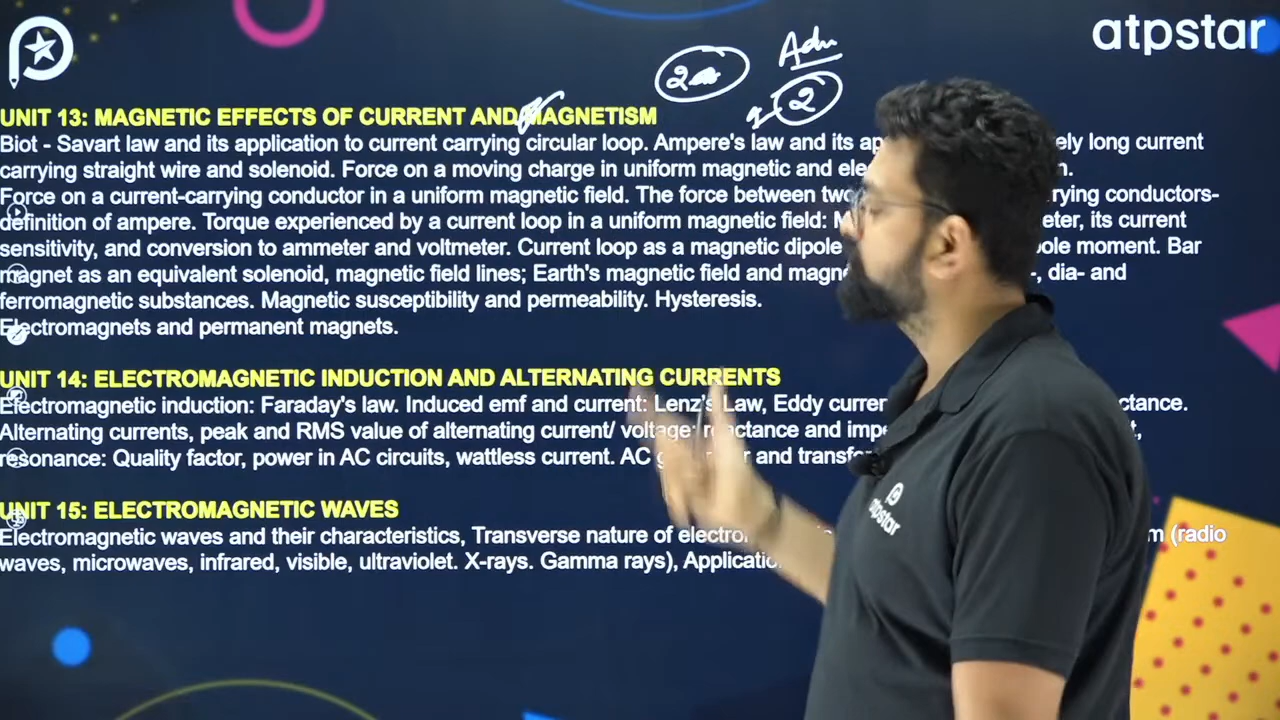 atpstar
Adv
2
2
UNIT 13: MAGNETIC EFFECTS OF CURRENT AND MAGNETISM
Biot - Savart law and its application to current carrying circular loop. Ampere's law and its ap ely long current
carrying straight wire and solenoid. Force on a moving charge in uniform magnetic and ele n.
Force on a current-carrying conductor in a uniform magnetic field. The force between two rying conductors-
definition of ampere. Torque experienced by a current loop in a uniform magnetic field: M eter, its current
sensitivity, and conversion to ammeter and voltmeter. Current loop as a magnetic dipole pole moment. Bar
magnet as an equivalent solenoid, magnetic field lines; Earth's magnetic field and magne -, dia- and
ferromagnetic substances. Magnetic susceptibility and permeability. Hysteresis.
Electromagnets and permanent magnets.
UNIT 14: ELECTROMAGNETIC INDUCTION AND ALTERNATING CURRENTS
Electromagnetic induction: Faraday's law. Induced emf and current: Lenz's Law, Eddy curren ctance.
Alternating currents, peak and RMS value of alternating current/ voltage: reactance and impe t,
resonance: Quality factor, power in AC circuits, wattless current. AC g r and transfor
UNIT 15: ELECTROMAGNETIC WAVES
Electromagnetic waves and their characteristics, Transverse nature of electro m (radio
waves, microwaves, infrared, visible, ultraviolet. X-rays. Gamma rays), Applicatio
atpstar